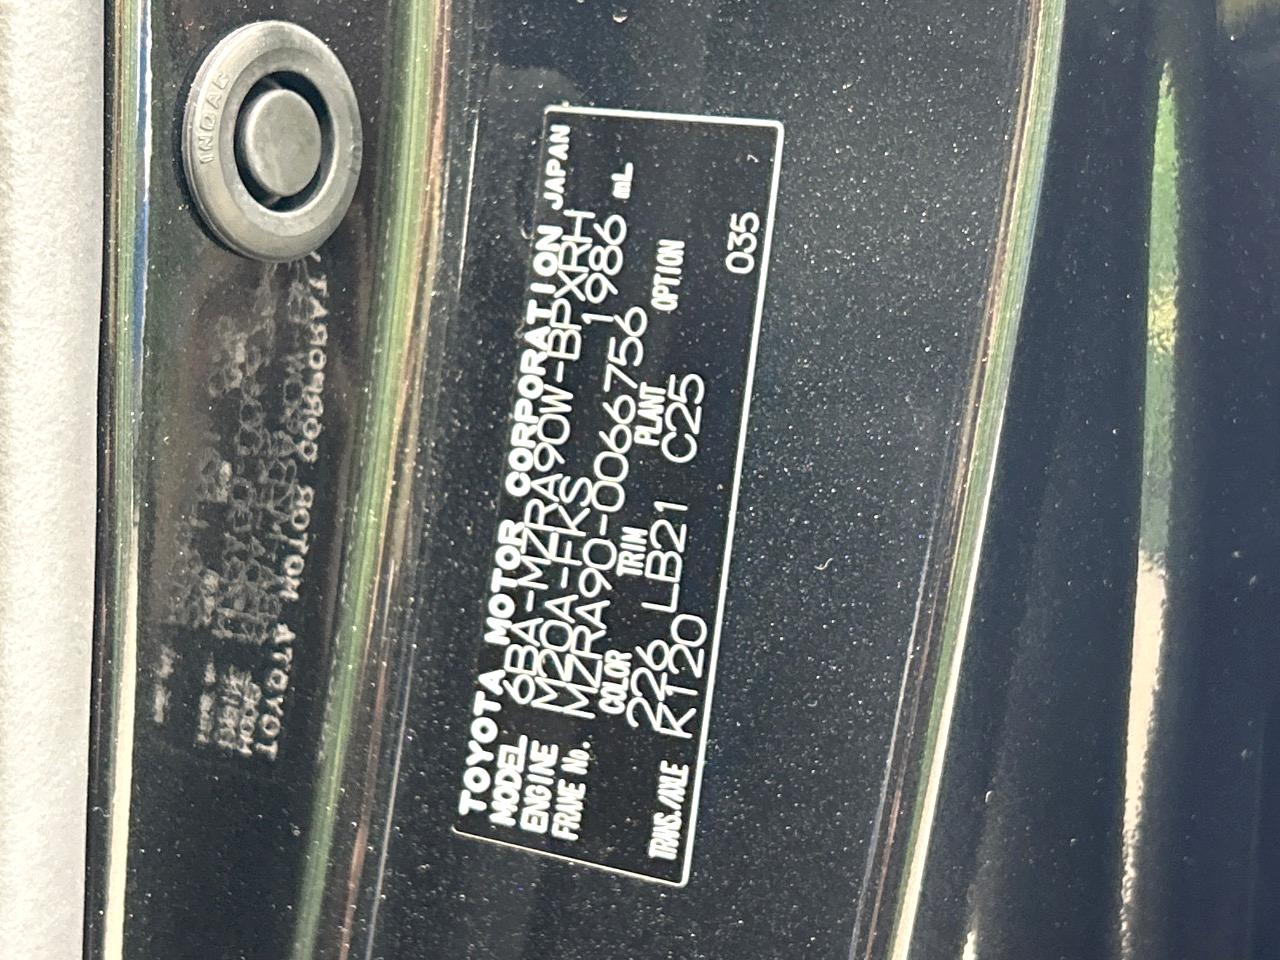 TOYOTA MOTOR CORPORATION JAPAN
MODEL 6BA-MZRA90W-BPXRH
ENGINE M20A-FKS 1986 mL
FRAME No. MZRA90-0066756
COLOR TRIM PLANT OPTION
226 LB21 C25
TRANS./AXLE K120 035